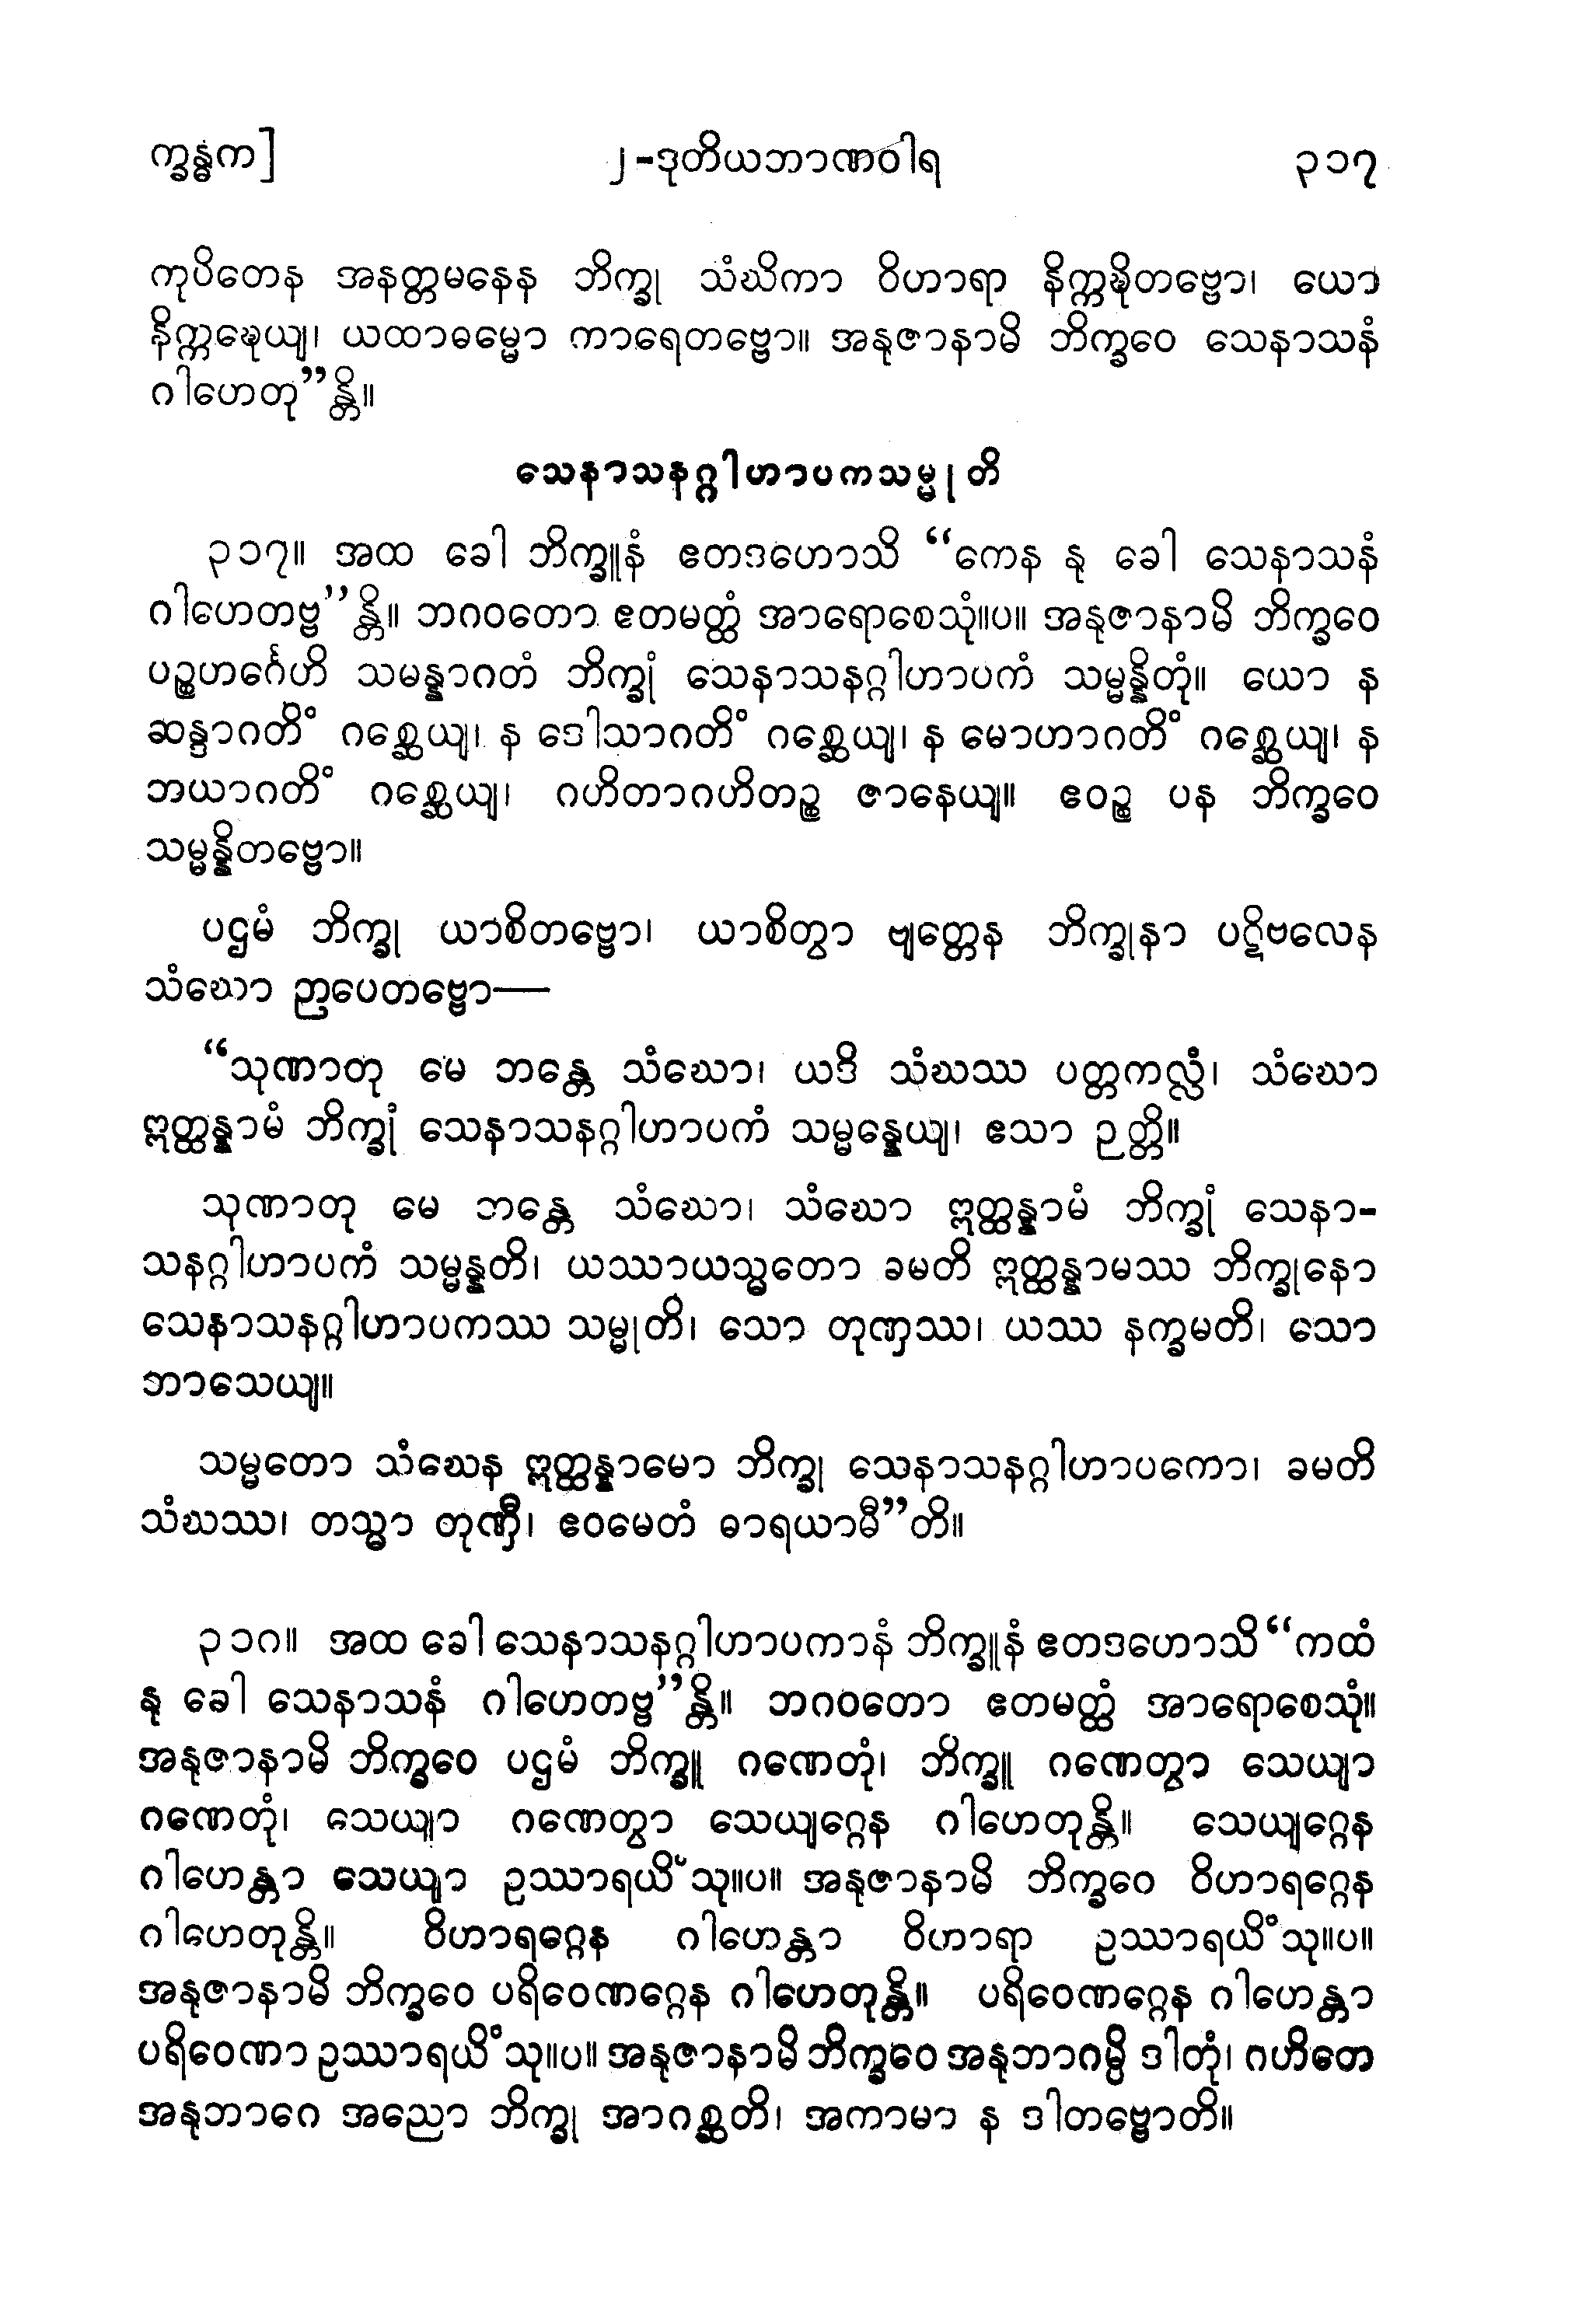 က္ခန္ဓက]
၂-ဒုတိယဘာဏဝါရ
၃၁၇
ကုပိတေန အနတ္တမနေန ဘိက္ခု သံဃိကာ ဝိဟာရာ နိက္ကဍ္ဎိတဗ္ဗော၊ ယော
နိက္ကဍ္ဎေယျ၊ ယထာဓမ္မော ကာရေတဗ္ဗော။ အနုဇာနာမိ ဘိက္ခဝေ သေနာသနံ
ဂါဟေတု”န္တိ။
သေနာသနဂ္ဂါဟာပကသမ္မုတိ
၃၁၇။ အထ ခေါ ဘိက္ခူနံ ဧတဒဟောသိ “ကေန နု ခေါ သေနာသနံ
ဂါဟေတဗ္ဗ”န္တိ။ ဘဂဝတော ဧတမတ္ထံ အာရောစေသုံ။ပ။ အနုဇာနာမိ ဘိက္ခဝေ
ပဉ္စဟင်္ဂေဟိ သမန္နာဂတံ ဘိက္ခုံ သေနာသနဂ္ဂါဟာပကံ သမ္မန္နိတုံ။ ယော န
ဆန္ဒာဂတိံ ဂစ္ဆေယျ၊ န ဒေါသာဂတိံ ဂစ္ဆေယျ၊ န မောဟာဂတိံ ဂစ္ဆေယျ၊ န
ဘယာဂတိံ ဂစ္ဆေယျ၊ ဂဟိတာဂဟိတဉ္စ ဇာနေယျ။ ဧဝဉ္စ ပန ဘိက္ခဝေ
သမ္မန္နိတဗ္ဗော။
ပဌမံ ဘိက္ခု ယာစိတဗ္ဗော၊ ယာစိတွာ ဗျတ္တေန ဘိက္ခုနာ ပဋိဗလေန
သံဃော ဉာပေတဗ္ဗော—
“သုဏာတု မေ ဘန္တေ သံဃော၊ ယဒိ သံဃဿ ပတ္တကလ္လံ၊ သံဃော
ဣတ္ထန္နာမံ ဘိက္ခုံ သေနာသနဂ္ဂါဟာပကံ သမ္မန္နေယျ၊ ဧသာ ဉတ္တိ။
သုဏာတု မေ ဘန္တေ သံဃော၊ သံဃော ဣတ္ထန္နာမံ ဘိက္ခုံ သေနာ-
သနဂ္ဂါဟာပကံ သမ္မန္နတိ၊ ယဿာယသ္မတော ခမတိ ဣတ္ထန္နာမဿ ဘိက္ခုနော
သေနာသနဂ္ဂါဟာပကဿ သမ္မုတိ၊ သော တုဏှဿ၊ ယဿ နက္ခမတိ၊ သော
ဘာသေယျ။
သမ္မတော သံဃေန ဣတ္ထန္နာမော ဘိက္ခု သေနာသနဂ္ဂါဟာပကော၊ ခမတိ
သံဃဿ၊ တသ္မာ တုဏှီ၊ ဧဝမေတံ ဓာရယာမီ”တိ။
၃၁၈။ အထ ခေါ သေနာသနဂ္ဂါဟာပကာနံ ဘိက္ခူနံ ဧတဒဟောသိ “ကထံ
နု ခေါ သေနာသနံ ဂါဟေတဗ္ဗ”န္တိ။ ဘဂဝတော ဧတမတ္ထံ အာရောစေသုံ။
အနုဇာနာမိ ဘိက္ခဝေ ပဌမံ ဘိက္ခူ ဂဏေတုံ၊ ဘိက္ခူ ဂဏေတွာ သေယျာ
ဂဏေတုံ၊ သေယျာ ဂဏေတွာ သေယျဂ္ဂေန ဂါဟေတုန္တိ။ သေယျဂ္ဂေန
ဂါဟေန္တာ သေယျာ ဥဿာရယိံသု။ပ။ အနုဇာနာမိ ဘိက္ခဝေ ဝိဟာရဂ္ဂေန
ဂါဟေတုန္တိ။ ဝိဟာရဂ္ဂေန ဂါဟေန္တာ ဝိဟာရာ ဥဿာရယိံသု။ပ။
အနုဇာနာမိ ဘိက္ခဝေ ပရိဝေဏဂ္ဂေန ဂါဟေတုန္တိ။ ပရိဝေဏဂ္ဂေန ဂါဟေန္တာ
ပရိဝေဏာ ဥဿာရယိံသု။ပ။ အနုဇာနာမိ ဘိက္ခဝေ အနုဘာဂမ္ပိ ဒါတုံ၊ ဂဟိတေ
အနုဘာဂေ အညော ဘိက္ခု အာဂစ္ဆတိ၊ အကာမာ န ဒါတဗ္ဗောတိ။